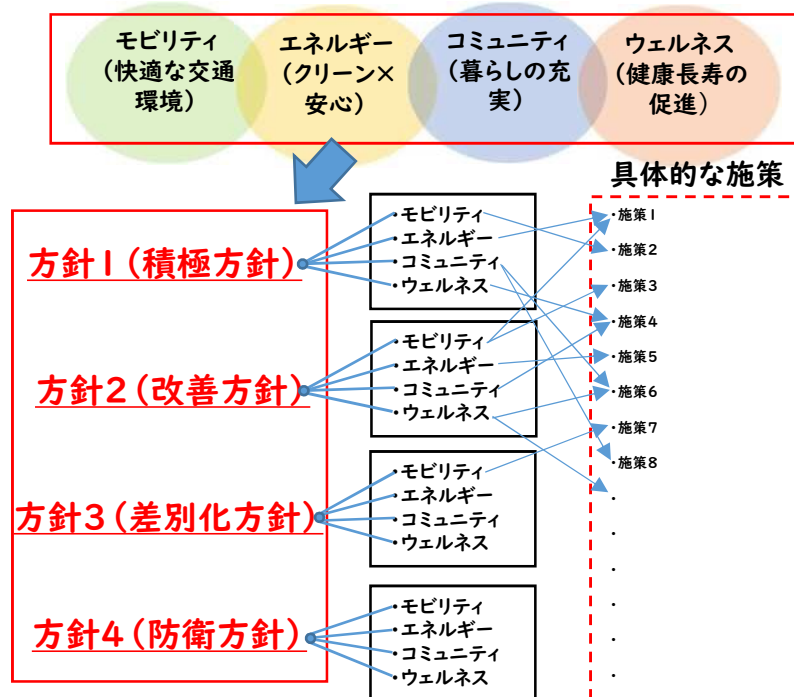 モビリティ
(快適な交通
環境)
エネルギー
(クリーン×
安心)
コミュニティ
(暮らしの充
実)
ウェルネス
(健康長寿の
促進)
具体的な施策
方針1(積極方針)
・モビリティ
・エネルギー
・コミュニティ
・ウェルネス
方針2(改善方針)
・モビリティ
・エネルギー
・コミュニティ
・ウェルネス
方針3(差別化方針)
・モビリティ
・エネルギー
・コミュニティ
・ウェルネス
方針4(防衛方針)
・モビリティ
・エネルギー
・コミュニティ
・ウェルネス
・施策1
・施策2
・施策3
・施策4
・施策5
・施策6
・施策7
・施策8
・
・
・
・
・
・